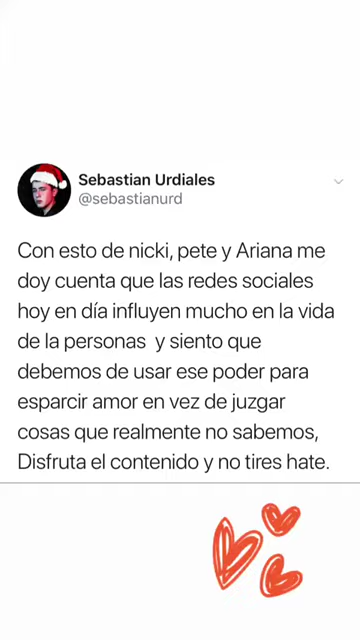 Sebastian Urdiales
@sebastianurd
Con esto de nicki, pete y Ariana me
doy cuenta que las redes sociales
hoy en día influyen mucho en la vida
de la personas y siento que
debemos de usar ese poder para
esparcir amor en vez de juzgar
cosas que realmente no sabemos,
Disfruta el contenido y no tires hate.